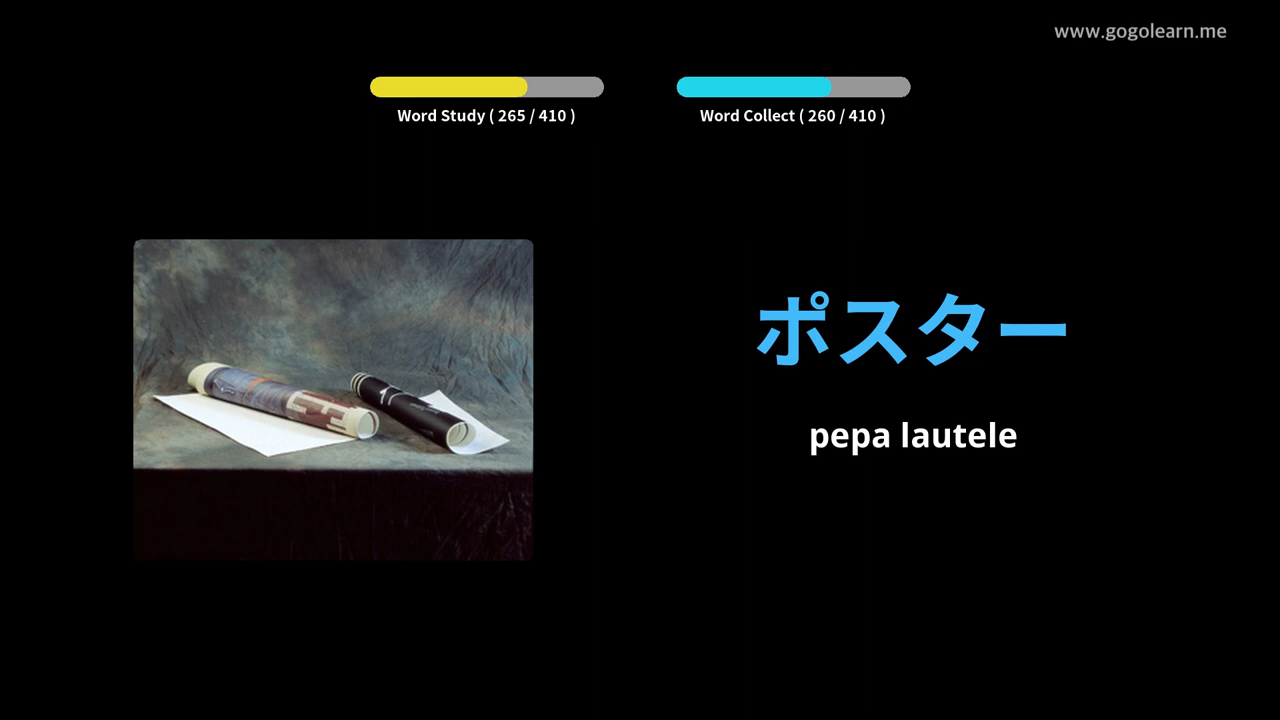 www.gogolearn.me
Word Study ( 265 / 410 )
Word Collect ( 260 / 410 )
ポスター
pepa lautele